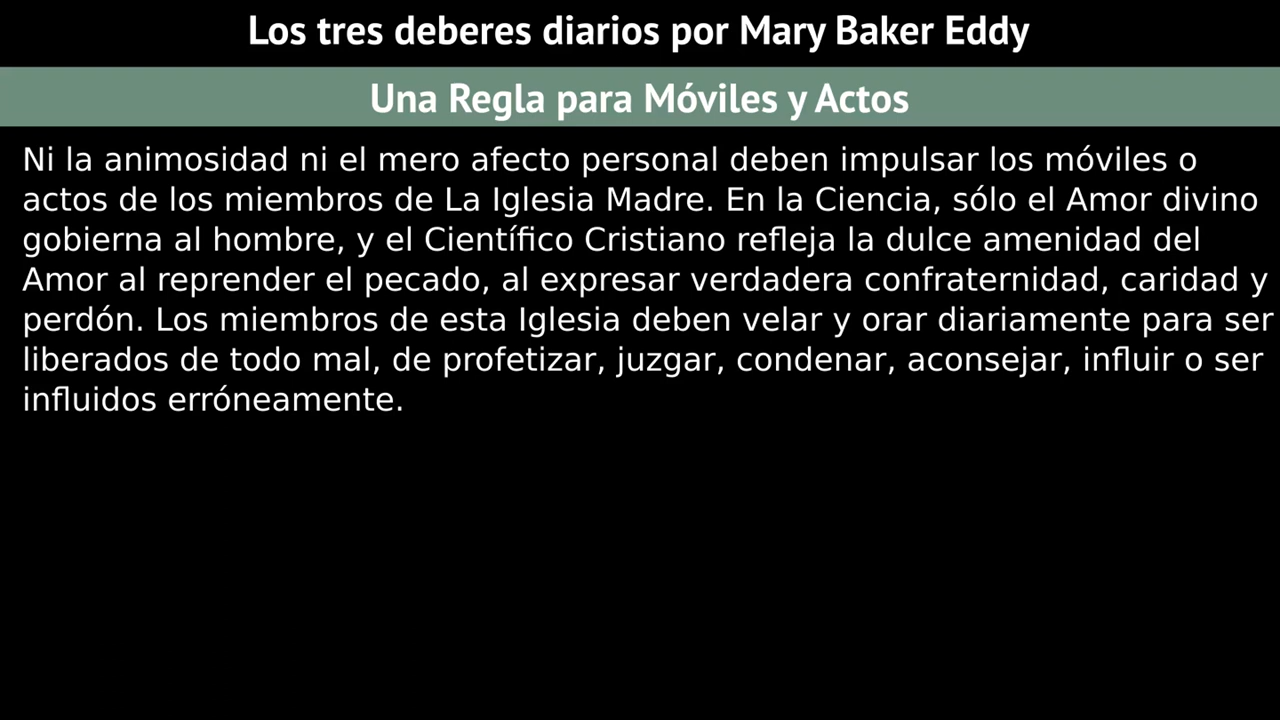 Los tres deberes diarios por Mary Baker Eddy
Una Regla para Móviles y Actos
Ni la animosidad ni el mero afecto personal deben impulsar los móviles o
actos de los miembros de La Iglesia Madre. En la Ciencia, sólo el Amor divino
gobierna al hombre, y el Científico Cristiano refleja la dulce amenidad del
Amor al reprender el pecado, al expresar verdadera confraternidad, caridad y
perdón. Los miembros de esta Iglesia deben velar y orar diariamente para ser
liberados de todo mal, de profetizar, juzgar, condenar, aconsejar, influir o ser
influidos erróneamente.